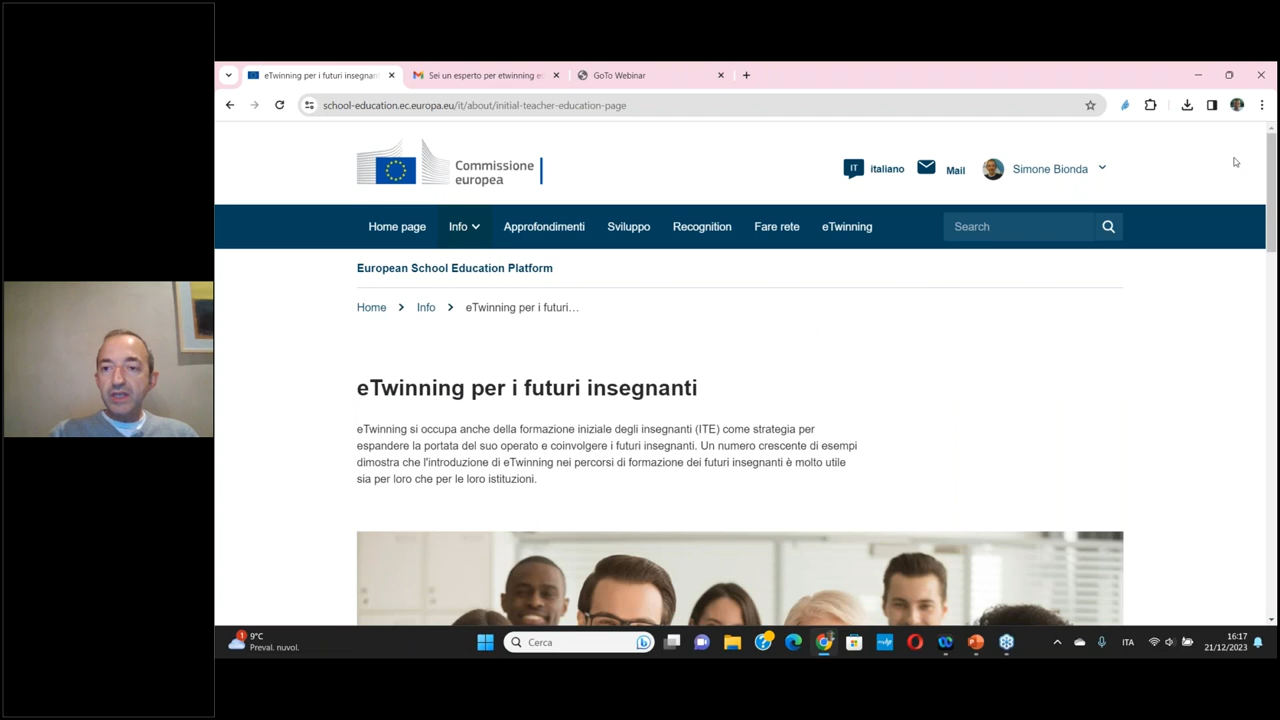 eTwinning per i futuri insegnan
Sei un esperto per etwinning e
GoTo Webinar
school-education.ec.europa.eu/it/about/initial-teacher-education-page
Commissione
europea
IT
italiano
Mail
Simone Bionda
Home page
Info
Approfondimenti
Sviluppo
Recognition
Fare rete
eTwinning
Search
European School Education Platform
Home
Info
eTwinning per i futuri…
eTwinning per i futuri insegnanti
eTwinning si occupa anche della formazione iniziale degli insegnanti (ITE) come strategia per
espandere la portata del suo operato e coinvolgere i futuri insegnanti. Un numero crescente di esempi
dimostra che l'introduzione di eTwinning nei percorsi di formazione dei futuri insegnanti è molto utile
sia per loro che per le loro istituzioni.
1
9°C
Preval. nuvol.
Cerca
ITA
16:17
21/12/2023